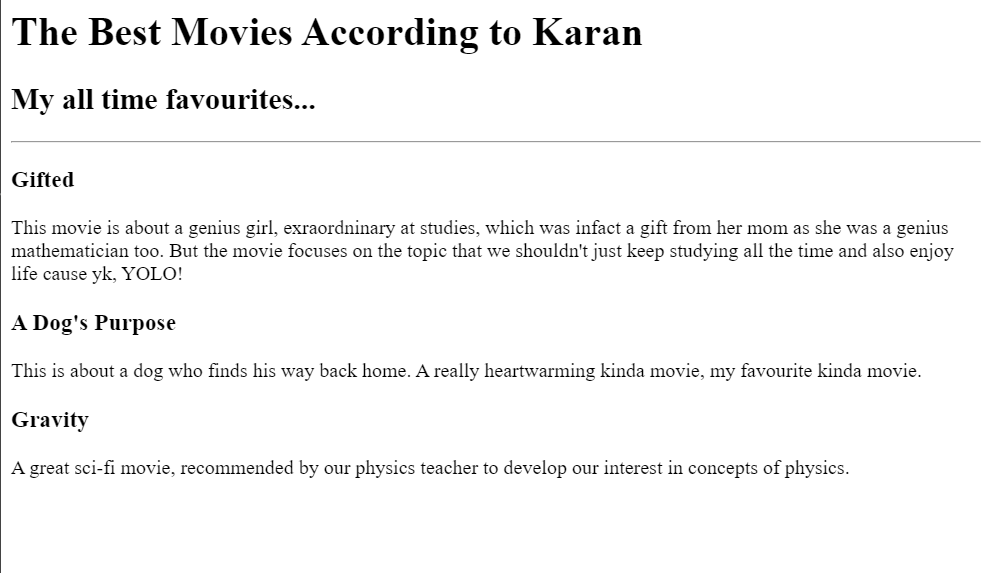 The Best Movies According to Karan
My all time favourites...
Gifted
This movie is about a genius girl, exraordninary at studies, which was infact a gift from her mom as she was a genius
mathematician too. But the movie focuses on the topic that we shouldn't just keep studying all the time and also enjoy
life cause yk, YOLO!
A Dog's Purpose
This is about a dog who finds his way back home. A really heartwarming kinda movie, my favourite kinda movie.
Gravity
A great sci-fi movie, recommended by our physics teacher to develop our interest in concepts of physics.